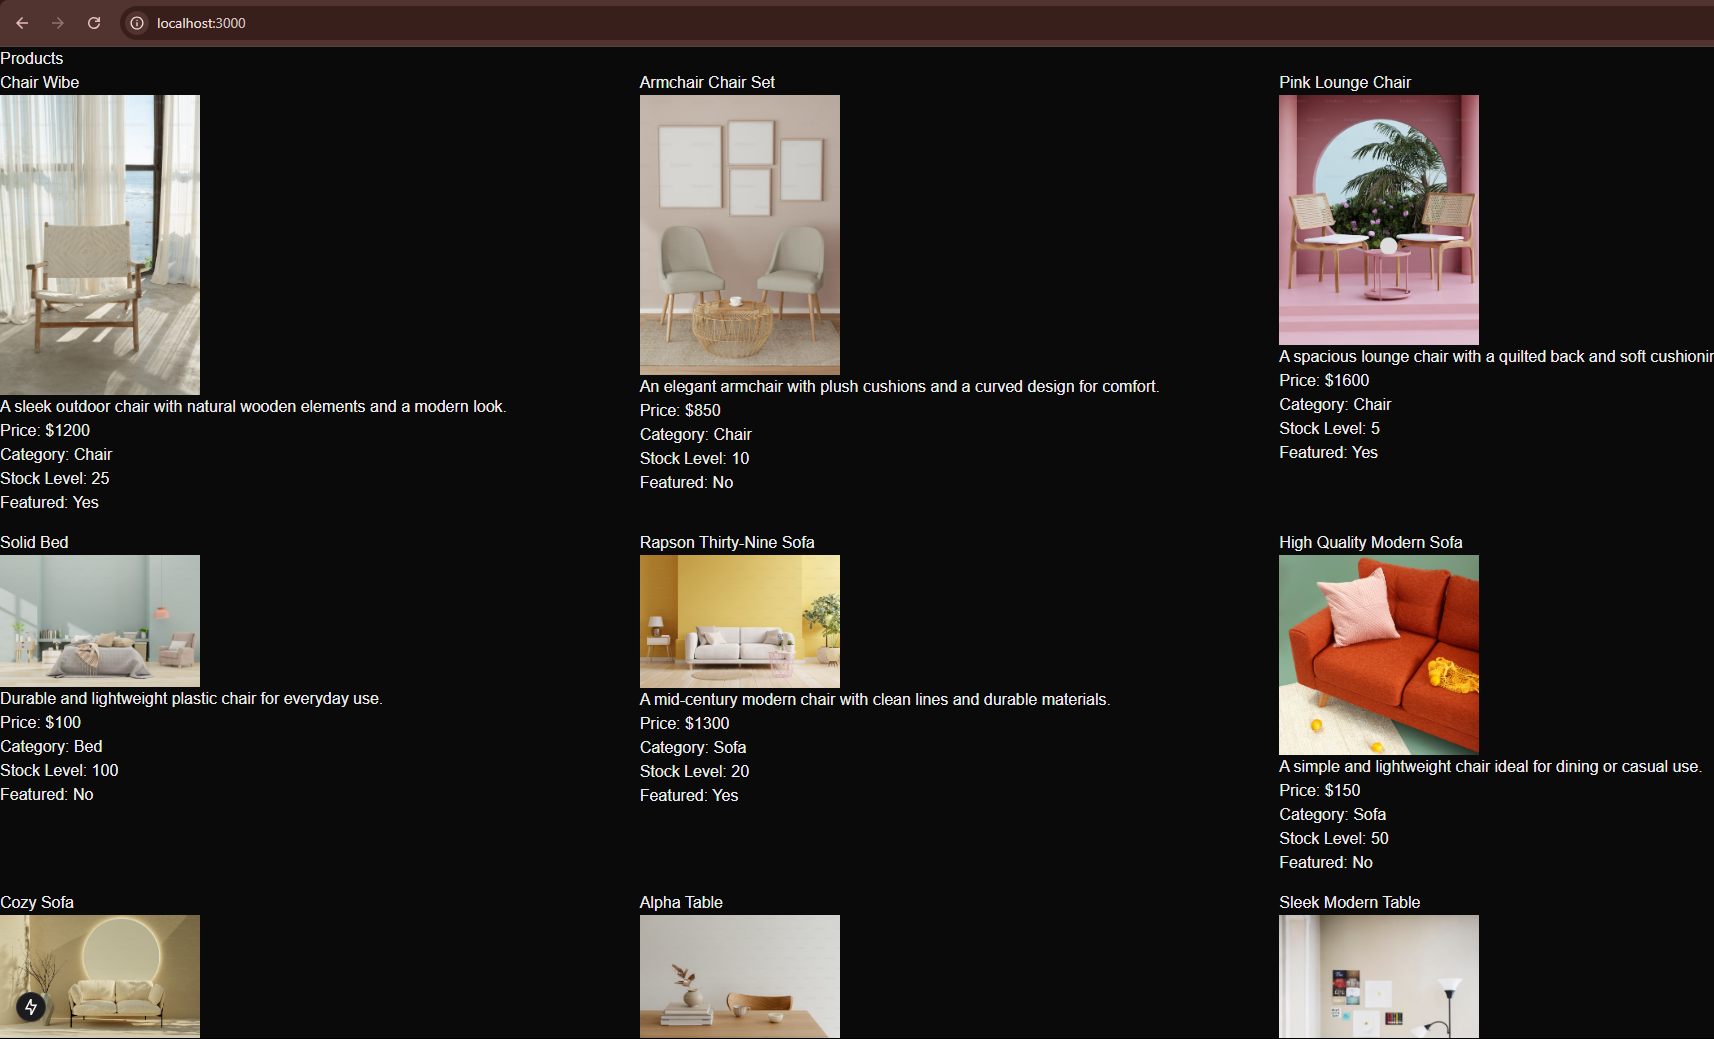 localhost:3000
Products
Chair Wibe
A sleek outdoor chair with natural wooden elements and a modern look.
Price: $1200
Category: Chair
Stock Level: 25
Featured: Yes
Armchair Chair Set
An elegant armchair with plush cushions and a curved design for comfort.
Price: $850
Category: Chair
Stock Level: 10
Featured: No
Pink Lounge Chair
A spacious lounge chair with a quilted back and soft
Price: $1600
Category: Chair
Stock Level: 5
Featured: Yes
Solid Bed
Durable and lightweight plastic chair for everyday use.
Price: $100
Category: Bed
Stock Level: 100
Featured: No
Rapson Thirty-Nine Sofa
A mid-century modern chair with clean lines and durable materials.
Price: $1300
Category: Sofa
Stock Level: 20
Featured: Yes
High Quality Modern Sofa
A simple and lightweight chair ideal for dining or casual use.
Price: $150
Category: Sofa
Stock Level: 50
Featured: No
Cozy Sofa
Alpha Table
Sleek Modern Table